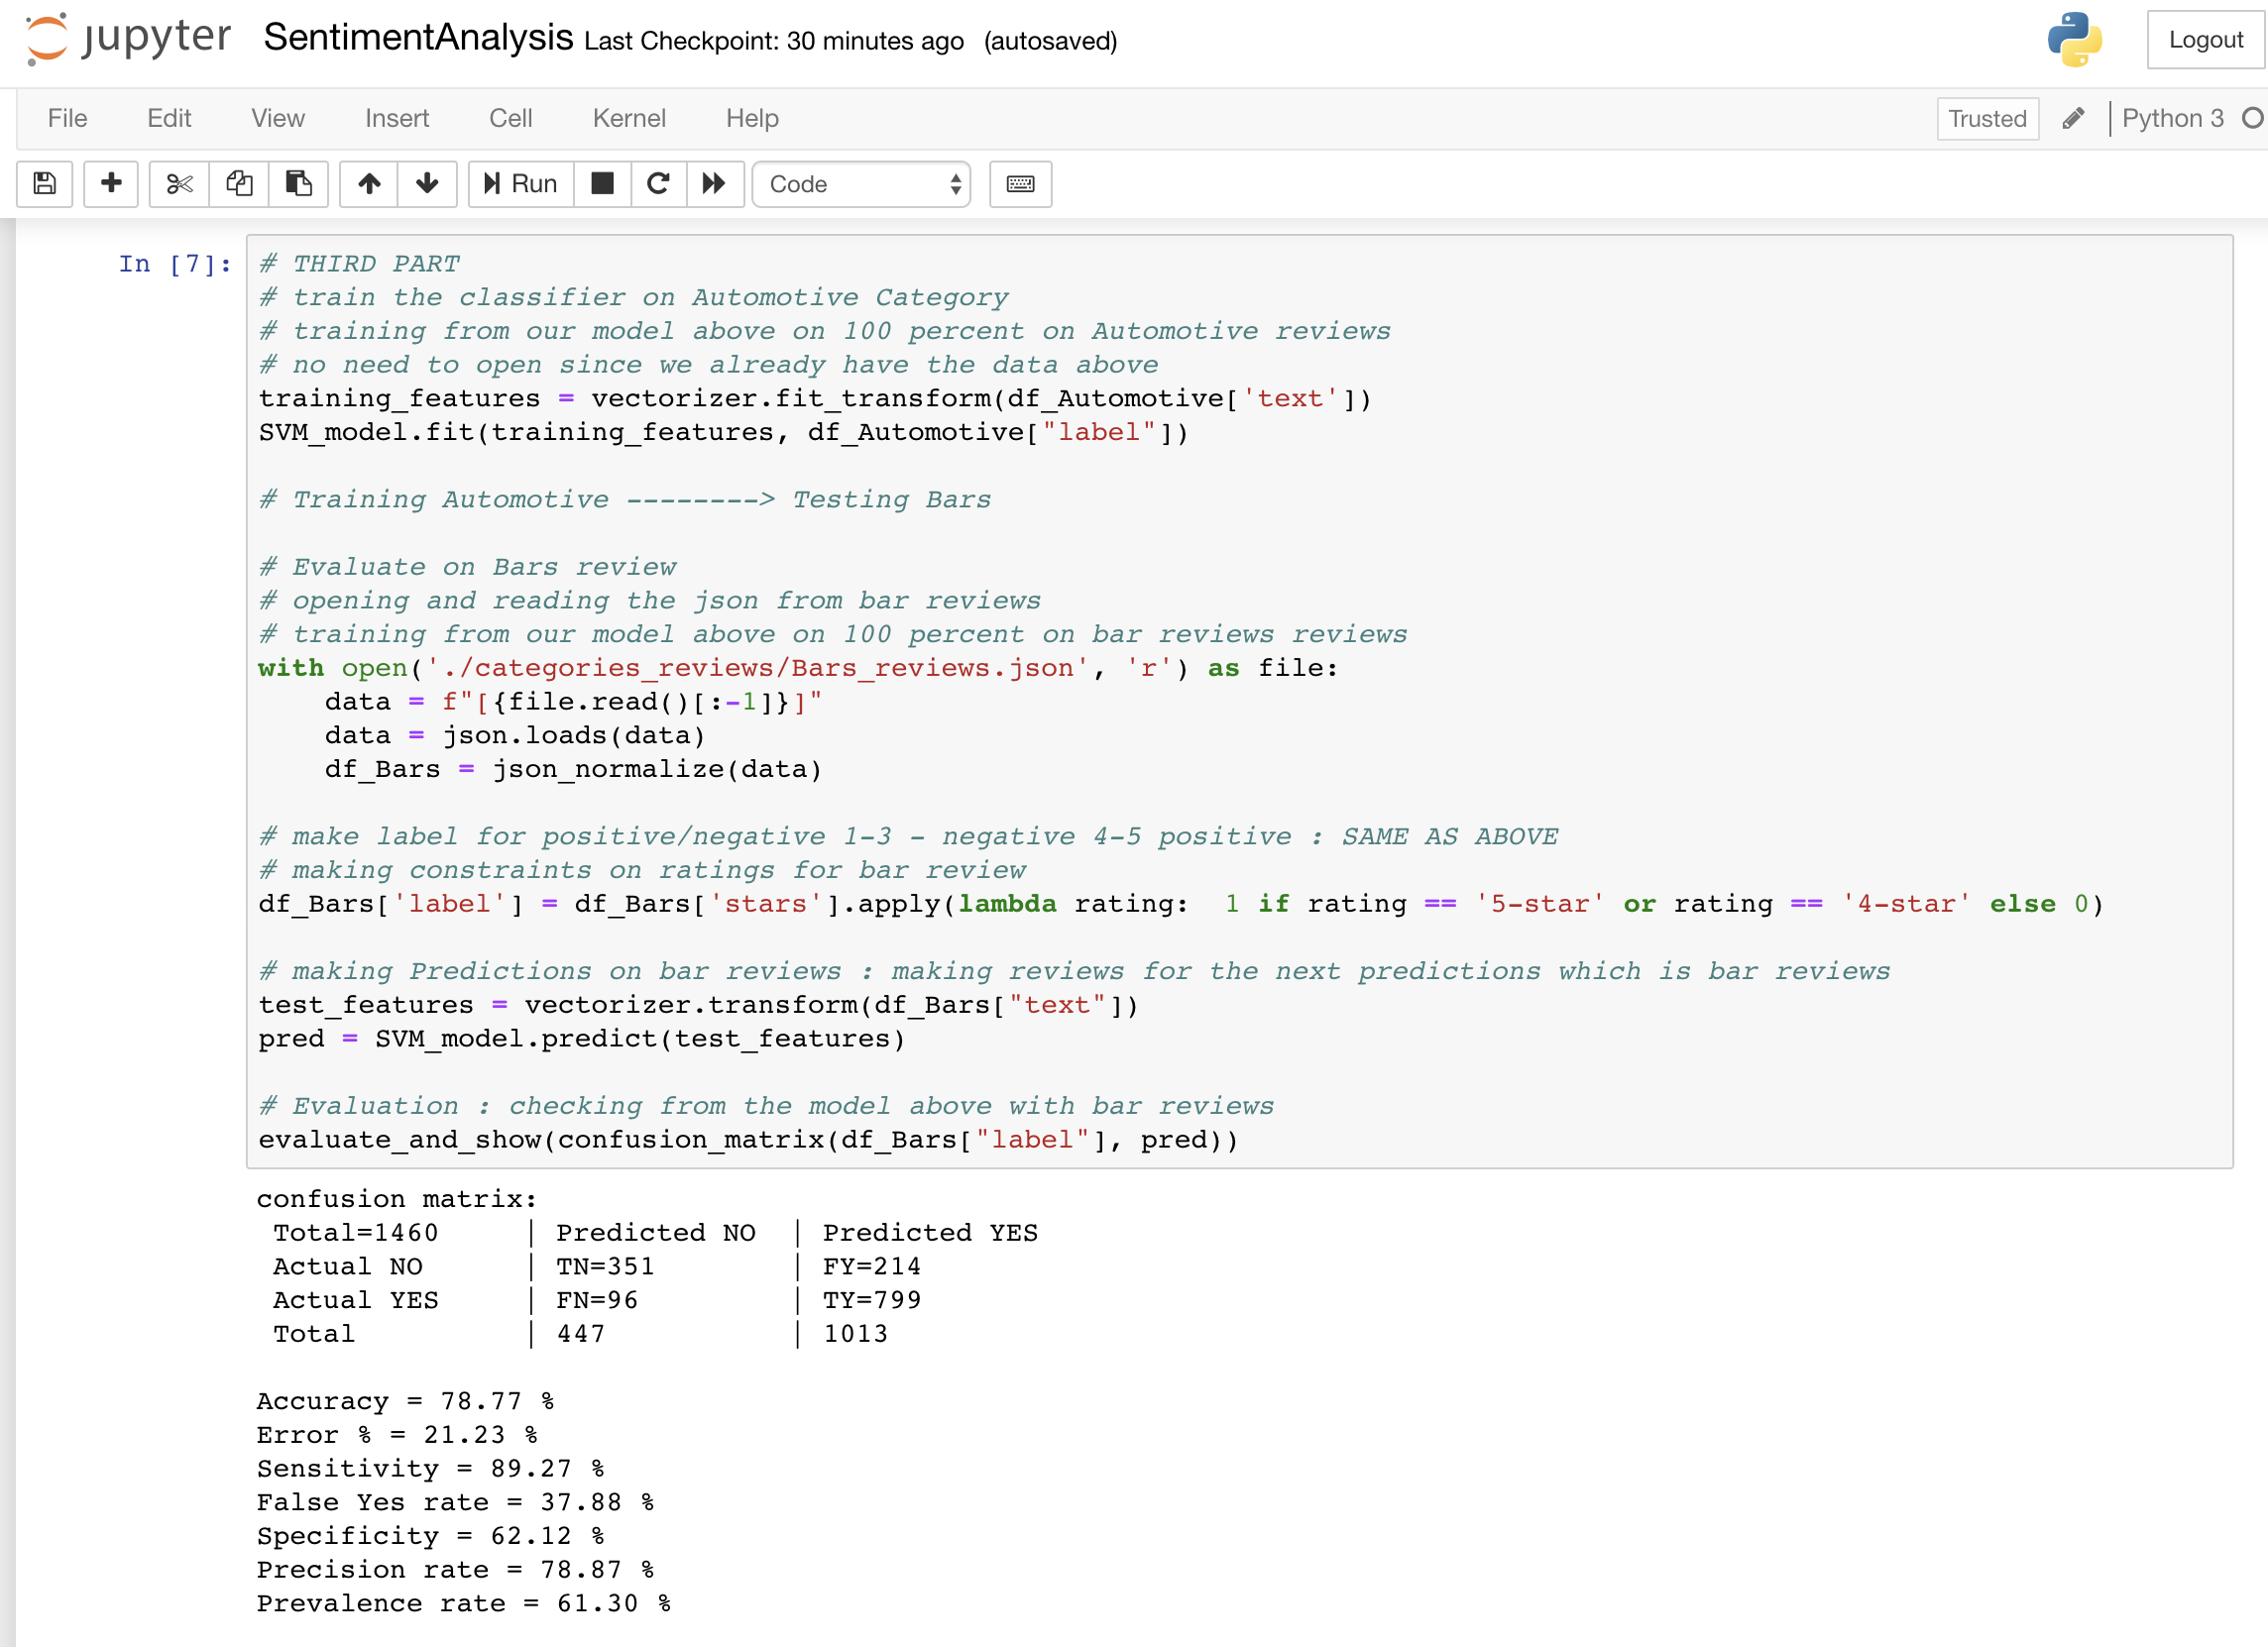 jupyter SentimentAnalysis Last Checkpoint: 30 minutes ago (autosaved) Logout
File Edit View Insert Cell Kernel Help Trusted Python 3
Run Code
In [7]:
# THIRD PART
# train the classifier on Automotive Category
# training from our model above on 100 percent on Automotive reviews
# no need to open since we already have the data above
training_features = vectorizer.fit_transform(df_Automotive['text'])
SVM_model.fit(training_features, df_Automotive["label"])
# Training Automotive --------> Testing Bars
# Evaluate on Bars review
# opening and reading the json from bar reviews
# training from our model above on 100 percent on bar reviews reviews
with open('./categories_reviews/Bars_reviews.json', 'r') as file:
    data = f"[{file.read()[:-1]}]"
    data = json.loads(data)
    df_Bars = json_normalize(data)
# make label for positive/negative 1-3 - negative 4-5 positive : SAME AS ABOVE
# making constraints on ratings for bar review
df_Bars['label'] = df_Bars['stars'].apply(lambda rating:  1 if rating == '5-star' or rating == '4-star' else 0)
# making Predictions on bar reviews : making reviews for the next predictions which is bar reviews
test_features = vectorizer.transform(df_Bars["text"])
pred = SVM_model.predict(test_features)
# Evaluation : checking from the model above with bar reviews
evaluate_and_show(confusion_matrix(df_Bars["label"], pred))
confusion matrix:
Total=1460 | Predicted NO | Predicted YES
Actual NO | TN=351 | FY=214
Actual YES | FN=96 | TY=799
Total | 447 | 1013
Accuracy = 78.77 %
Error % = 21.23 %
Sensitivity = 89.27 %
False Yes rate = 37.88 %
Specificity = 62.12 %
Precision rate = 78.87 %
Prevalence rate = 61.30 %